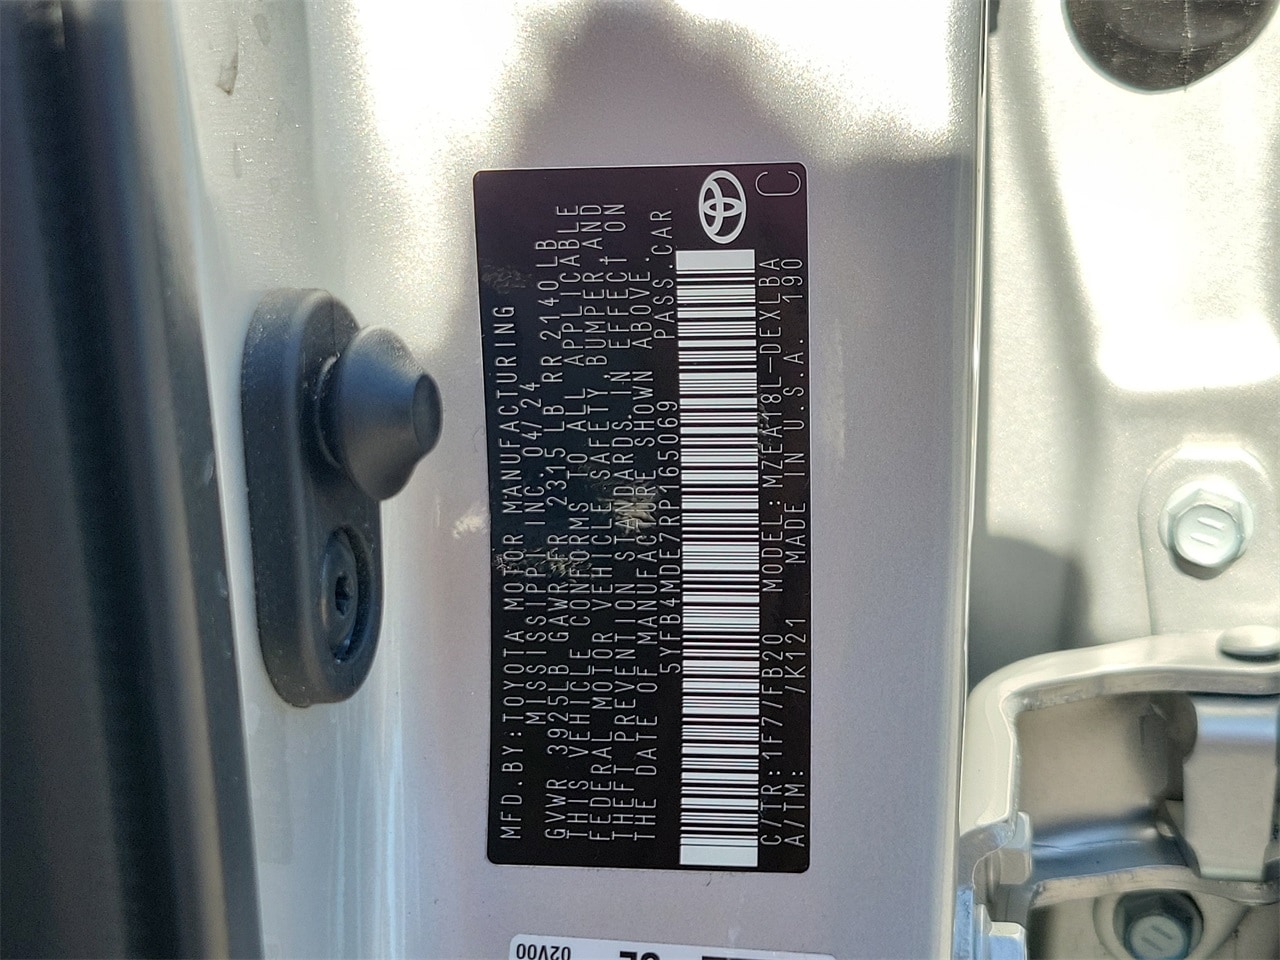 MFD.BY:TOYOTA MOTOR MANUFACTURING
MISSISSIPPI INC. 04/24
GVWR 3925LB GAWR FR 2315 LB RR 2140LB
THIS VEHICLE CONFORMS TO ALL APPLICABLE
FEDERAL MOTOR VEHICLE SAFETY, BUMPER AND
THEFT PREVENTION STANDARDS IN EFFECT ON
THE DATE OF MANUFACTURE SHOWN ABOVE.
5YFB4MDE7RP165069 PASS.CAR
C/TR:1F7/FB20 MODEL:MZEA18L-DEXLBA
A/TM: /K121 MADE IN U.S.A. 190
C
02V00